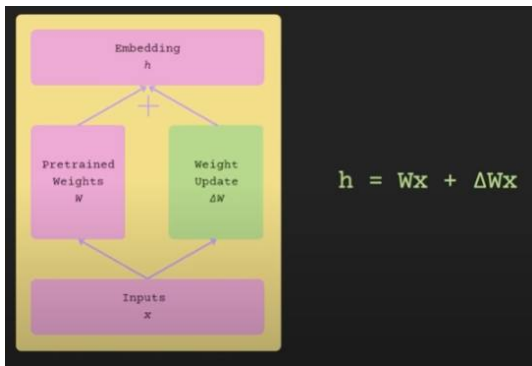 Embedding
h
+
Pretrained
Weights
W
Weight
Update
ΔW
h = Wx + ΔWx
Inputs
x